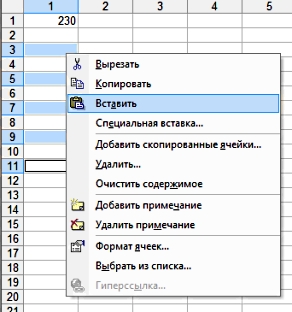 1 2 3 4 5
1 230
2
3
4 Вырезать
5 Копировать
6
7 Вставить
8 Специальная вставка...
9
10 Добавить скопированные ячейки...
11 Удалить...
12 Очистить содержимое
13
14 Добавить примечание
15 Удалить примечание
16
17 Формат ячеек...
18 Выбрать из списка...
19 Гиперссылка...
20
21